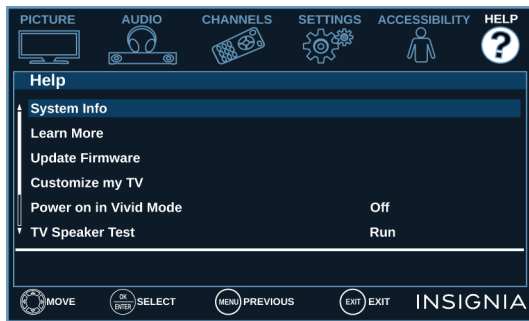 PICTURE AUDIO CHANNELS SETTINGS ACCESSIBILITY HELP
?
Help
System Info
Learn More
Update Firmware
Customize my TV
Power on in Vivid Mode Off
TV Speaker Test Run
MOVE OK ENTER SELECT MENU PREVIOUS EXIT EXIT INSIGNIA